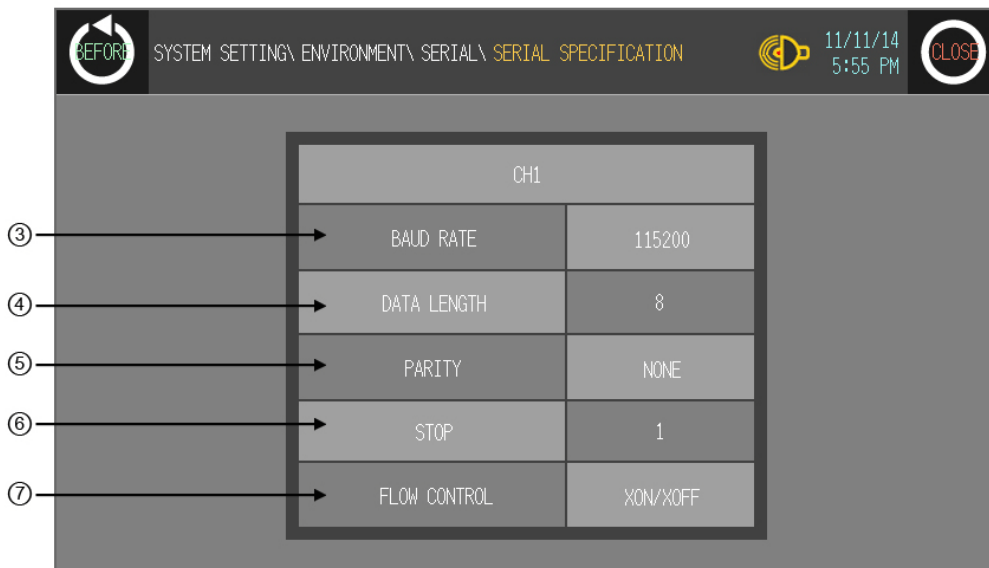 BEFORE
SYSTEM SETTING\ ENVIRONMENT\ SERIAL\ SERIAL SPECIFICATION
11/11/14
5:55 PM
CLOSE
CH1
③ BAUD RATE 115200
④ DATA LENGTH 8
⑤ PARITY NONE
⑥ STOP 1
⑦ FLOW CONTROL XON/XOFF